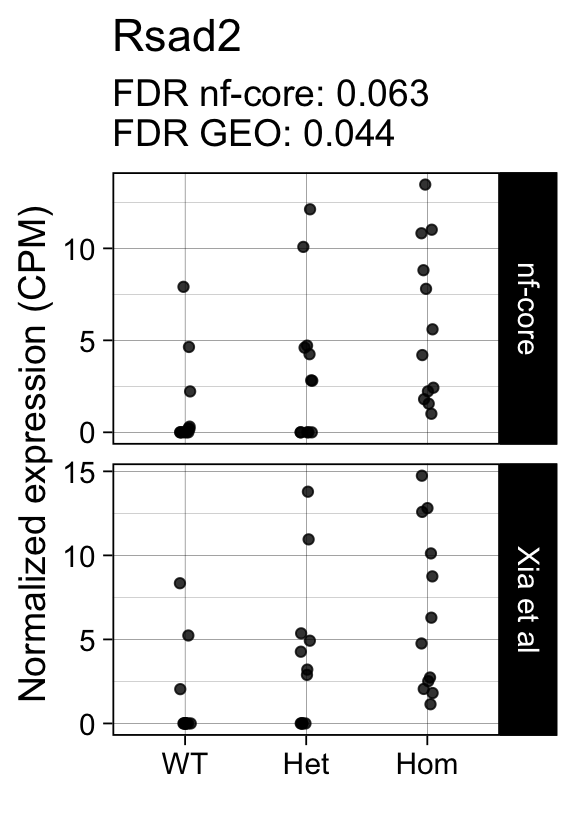 Rsad2
FDR nf-core: 0.063
FDR GEO: 0.044
Normalized expression (CPM)
10
5
0
nf-core
15
10
5
0
Xia et al
WT Het Hom